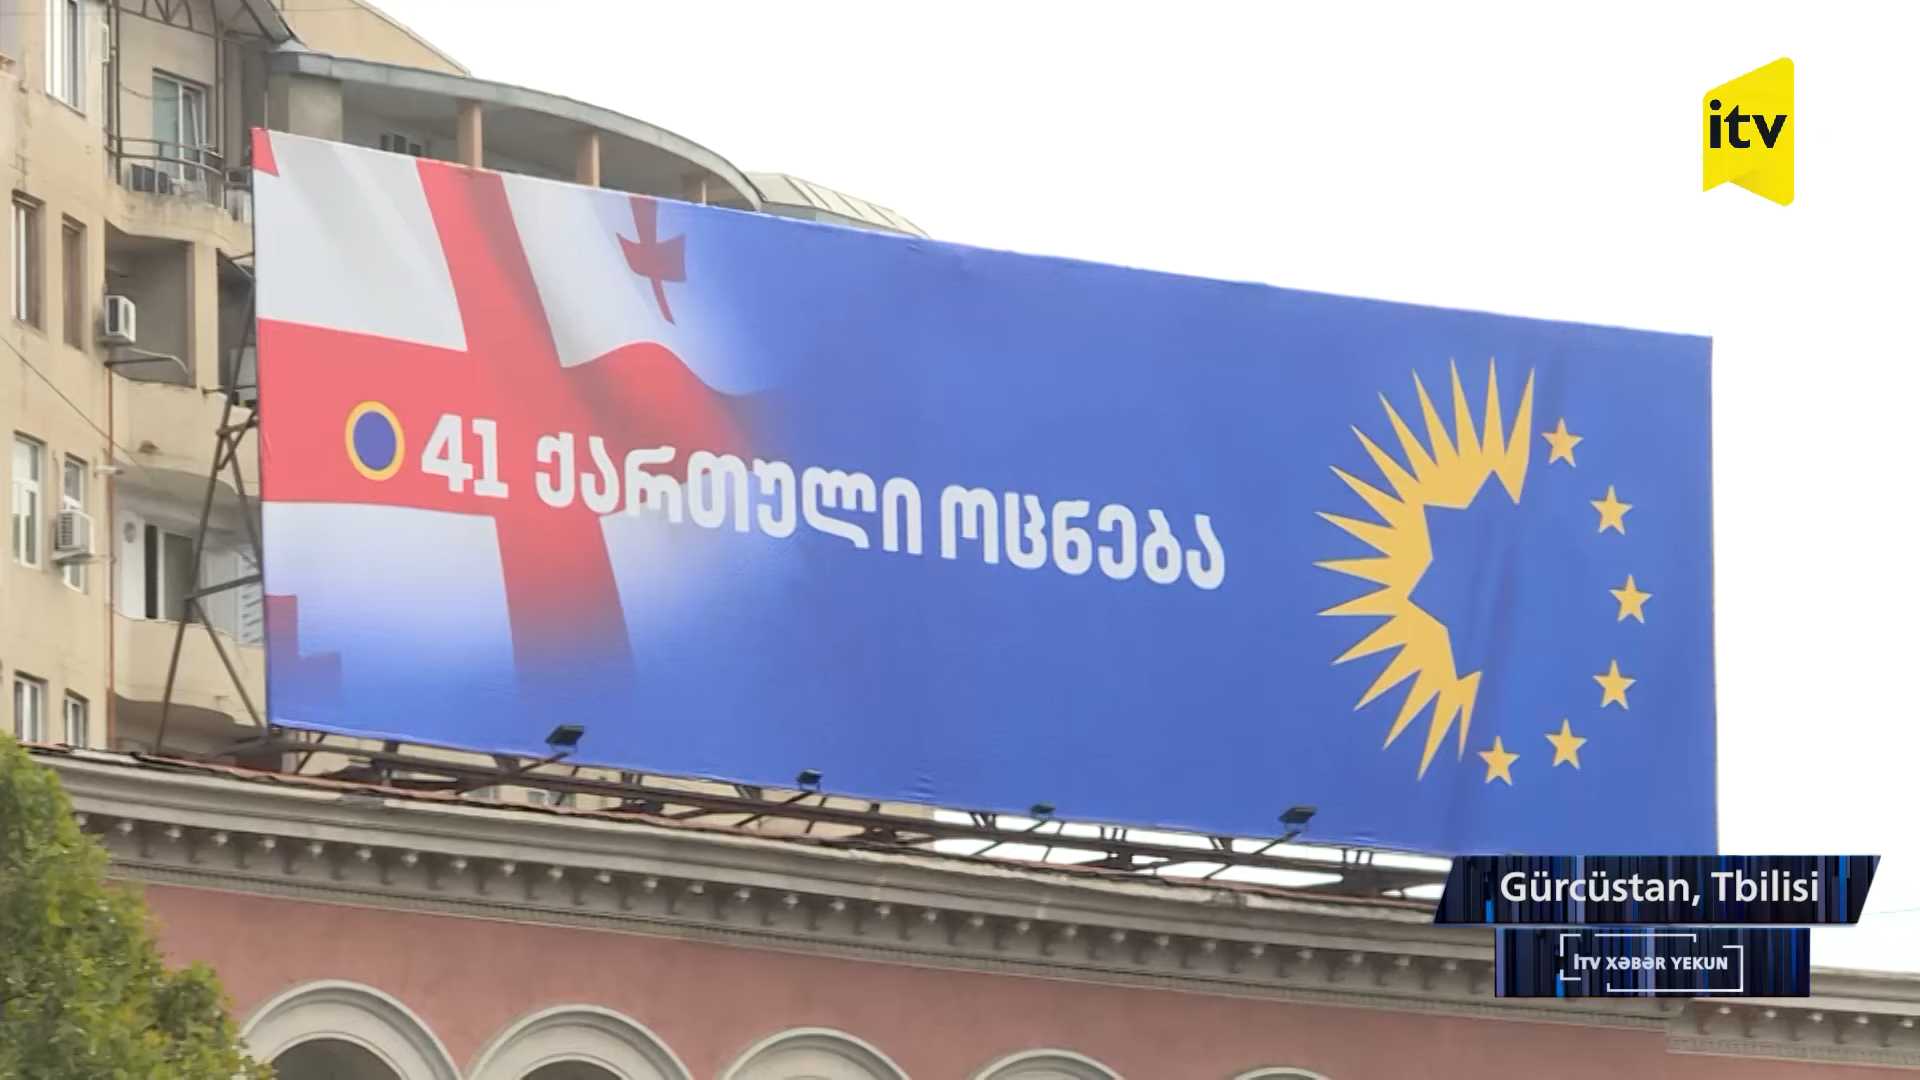 itv
41 ქართული ოცნება
Gürcüstan, Tbilisi
İTV XƏBƏR YEKUN